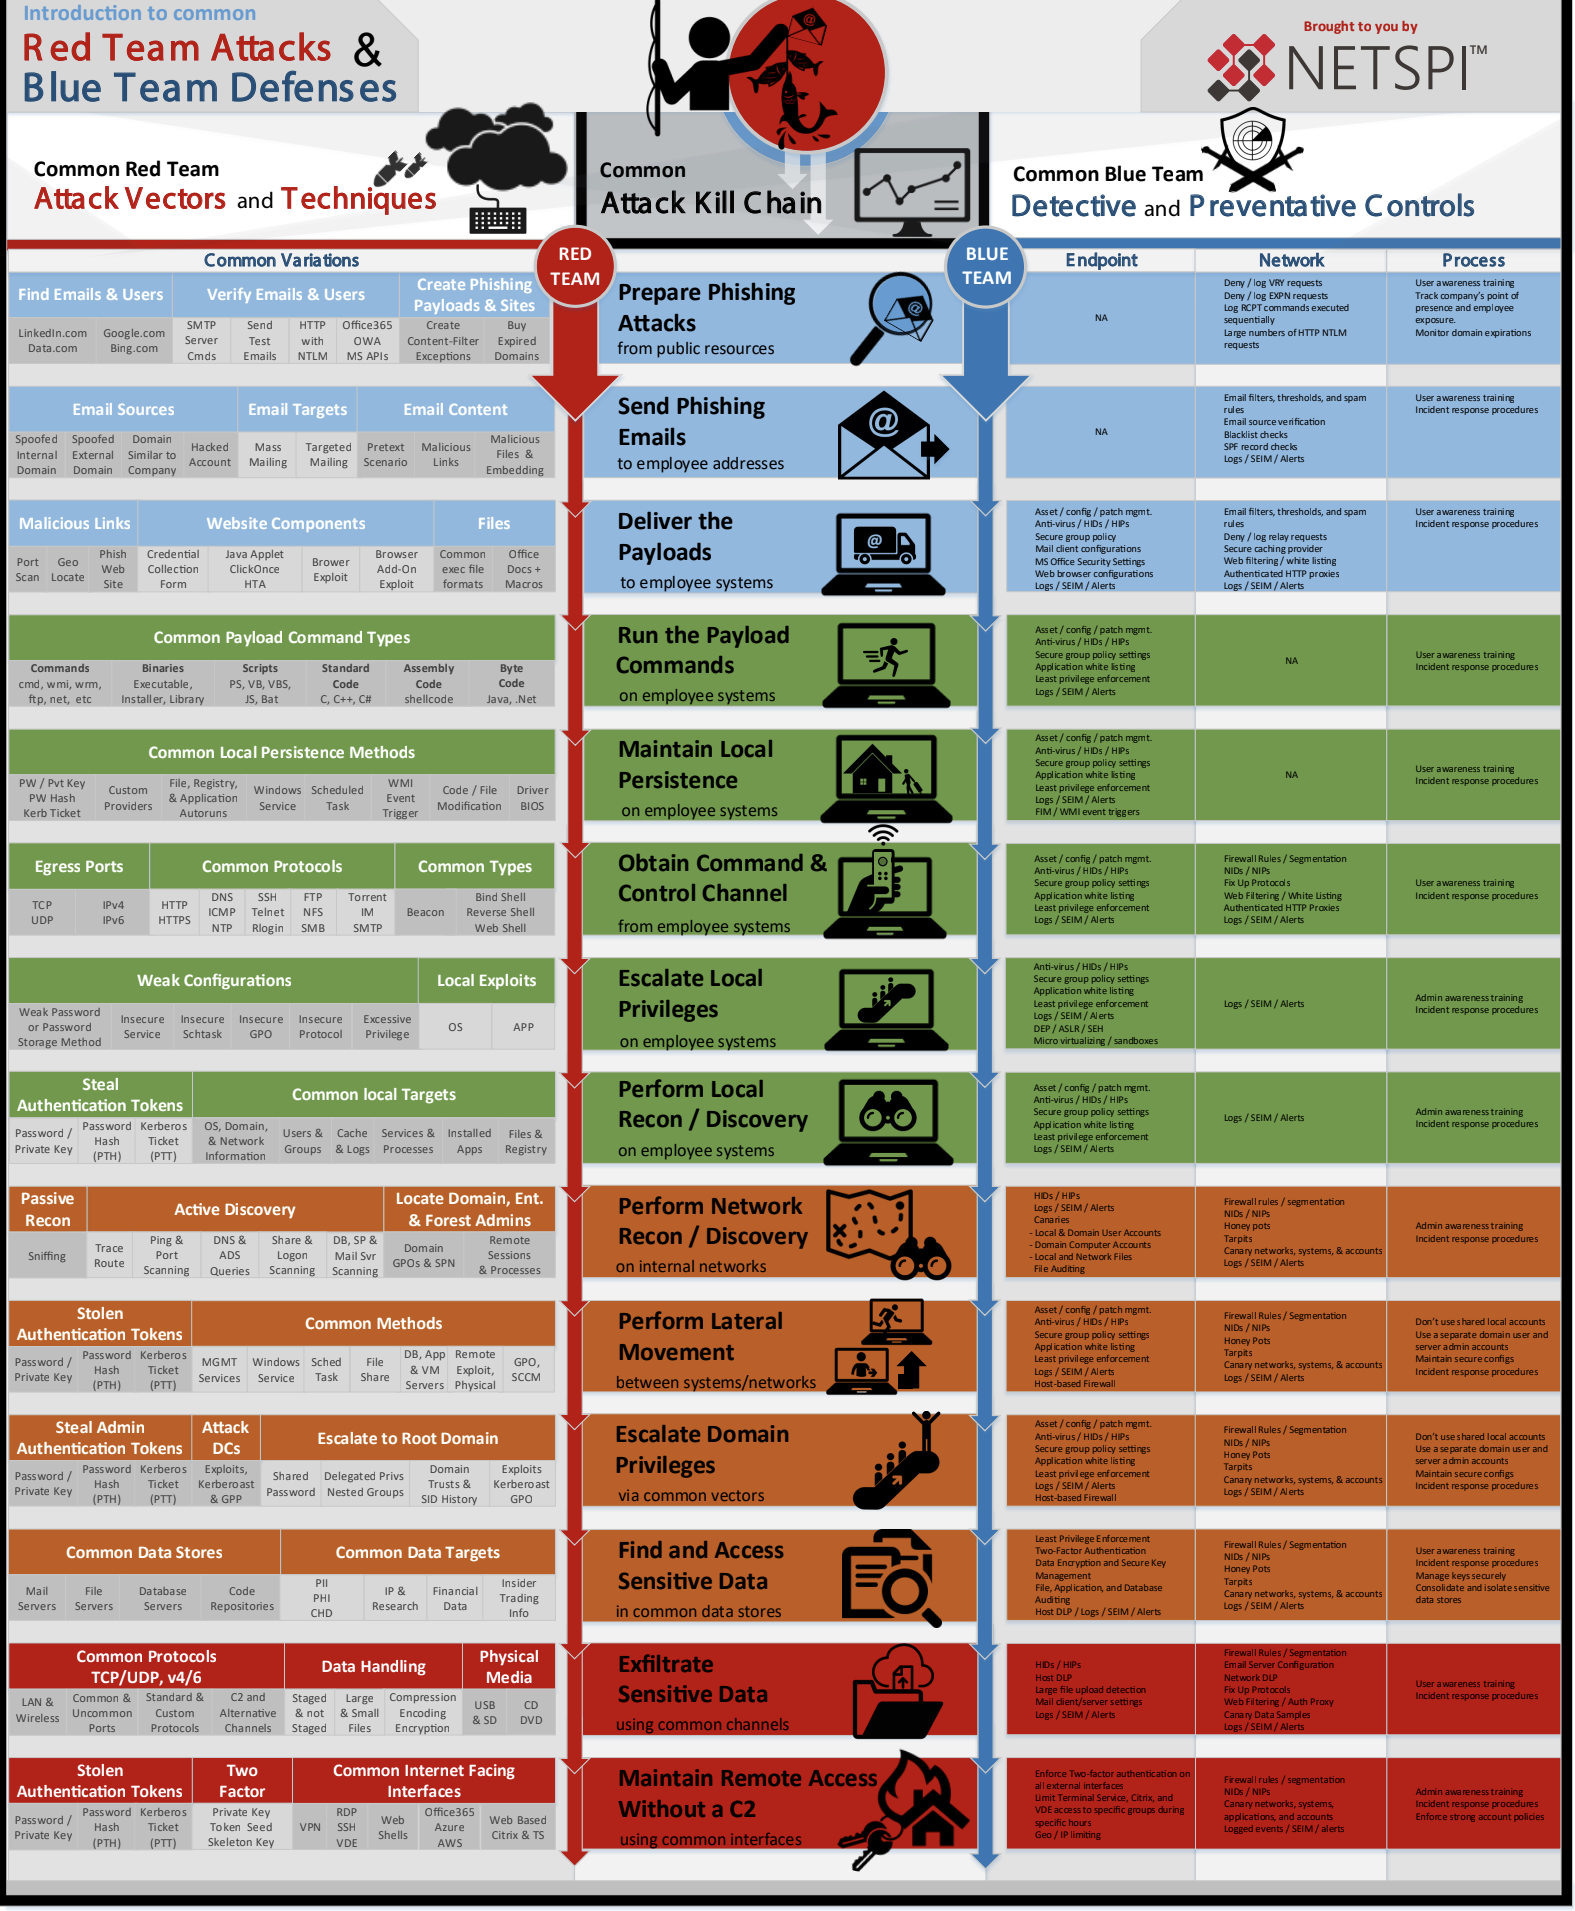 Introduction to common
Red Team Attacks &
Blue Team Defenses
Brought to you by
NETSPI™
Common Red Team
Attack Vectors and Techniques
Common
Attack Kill Chain
Common Blue Team
Detective and Preventative Controls
RED
TEAM
BLUE
TEAM
Common Variations
Endpoint
Network
Process
Find Emails & Users
Verify Emails & Users
Create Phishing
Payloads & Sites
LinkedIn.com
Data.com
Google.com
Bing.com
SMTP
Server
Cmds
Send
Test
Emails
HTTP
with
NTLM
Office365
OWA
MS APIs
Create
Content-Filter
Exceptions
Buy
Expired
Domains
Prepare Phishing
Attacks
from public resources
NA
Deny / log VRY requests
Deny / log EXPN requests
Log RCPT commands executed
sequentially
Large numbers of HTTP NTLM
requests
User awareness training
Track company's point of
presence and employee
exposure.
Monitor domain expirations
Email Sources
Email Targets
Email Content
Spoofed
Internal
Domain
Spoofed
External
Domain
Domain
Similar to
Company
Hacked
Account
Mass
Mailing
Targeted
Mailing
Pretext
Scenario
Malicious
Links
Malicious
Files &
Embedding
Send Phishing
Emails
to employee addresses
NA
Email filters, thresholds, and spam
rules
Email source verification
Blacklist checks
SPF record checks
Logs / SEIM / Alerts
User awareness training
Incident response procedures
Malicious Links
Website Components
Files
Port
Scan
Geo
Locate
Phish
Web
Site
Credential
Collection
Form
Java Applet
ClickOnce
HTA
Brower
Exploit
Browser
Add-On
Exploit
Common
exec file
formats
Office
Docs +
Macros
Deliver the
Payloads
to employee systems
Asset / config / patch mgmt.
Anti-virus / HIDs / HIPs
Secure group policy
Mail client configurations
MS Office Security Settings
Web browser configurations
Logs / SEIM / Alerts
Email filters, thresholds, and spam
rules
Deny / log relay requests
Secure caching provider
Web filtering / white listing
Authenticated HTTP proxies
Logs / SEIM / Alerts
User awareness training
Incident response procedures
Common Payload Command Types
Commands
cmd, wmi, wrm,
ftp, net, etc
Binaries
Executable,
Installer, Library
Scripts
PS, VB, VBS,
JS, Bat
Standard
Code
C, C++, C#
Assembly
Code
shellcode
Byte
Code
Java, .Net
Run the Payload
Commands
on employee systems
Asset / config / patch mgmt.
Anti-virus / HIDs / HIPs
Secure group policy settings
Application white listing
Least privilege enforcement
Logs / SEIM / Alerts
NA
User awareness training
Incident response procedures
Common Local Persistence Methods
PW / Pvt Key
PW Hash
Kerb Ticket
Custom
Providers
File, Registry,
& Application
Autoruns
Windows
Service
Scheduled
Task
WMI
Event
Trigger
Code / File
Modification
Driver
BIOS
Maintain Local
Persistence
on employee systems
Asset / config / patch mgmt.
Anti-virus / HIDs / HIPs
Secure group policy settings
Application white listing
Least privilege enforcement
Logs / SEIM / Alerts
FIM / WMI event triggers
NA
User awareness training
Incident response procedures
Egress Ports
Common Protocols
Common Types
TCP
UDP
IPv4
IPv6
HTTP
HTTPS
DNS
ICMP
NTP
SSH
Telnet
Rlogin
FTP
NFS
SMB
Torrent
IM
SMTP
Beacon
Bind Shell
Reverse Shell
Web Shell
Obtain Command &
Control Channel
from employee systems
Asset / config / patch mgmt.
Anti-virus / HIDs / HIPs
Secure group policy settings
Application white listing
Least privilege enforcement
Logs / SEIM / Alerts
Firewall Rules / Segmentation
NIDs / NIPs
Fix Up Protocols
Web Filtering / White Listing
Authenticated HTTP Proxies
Logs / SEIM / Alerts
User awareness training
Incident response procedures
Weak Configurations
Local Exploits
Weak Password
or Password
Storage Method
Insecure
Service
Insecure
Schtask
Insecure
GPO
Insecure
Protocol
Excessive
Privilege
OS
APP
Escalate Local
Privileges
on employee systems
Anti-virus / HIDs / HIPs
Secure group policy settings
Application white listing
Least privilege enforcement
Logs / SEIM / Alerts
DEP / ASLR / SEH
Micro virtualizing / sandboxes
Logs / SEIM / Alerts
Admin awareness training
Incident response procedures
Steal
Authentication Tokens
Common local Targets
Password /
Private Key
Password
Hash
(PTH)
Kerberos
Ticket
(PTT)
OS, Domain,
& Network
Information
Users &
Groups
Cache
& Logs
Services &
Processes
Installed
Apps
Files &
Registry
Perform Local
Recon / Discovery
on employee systems
Asset / config / patch mgmt.
Anti-virus / HIDs / HIPs
Secure group policy settings
Application white listing
Least privilege enforcement
Logs / SEIM / Alerts
Logs / SEIM / Alerts
Admin awareness training
Incident response procedures
Passive
Recon
Active Discovery
Locate Domain, Ent.
& Forest Admins
Sniffing
Trace
Route
Ping &
Port
Scanning
DNS &
ADS
Queries
Share &
Logon
Scanning
DB, SP &
Mail Svr
Scanning
Domain
GPOs & SPN
Remote
Sessions
& Processes
Perform Network
Recon / Discovery
on internal networks
HIDs / HIPs
Logs / SEIM / Alerts
Canaries
- Local & Domain User Accounts
- Domain Computer Accounts
- Local and Network Files
File Auditing
Firewall rules / segmentation
NIDs / NIPs
Honey pots
Tarpits
Canary networks, systems, & accounts
Logs / SEIM / Alerts
Admin awareness training
Incident response procedures
Stolen
Authentication Tokens
Common Methods
Password /
Private Key
Password
Hash
(PTH)
Kerberos
Ticket
(PTT)
MGMT
Services
Windows
Service
Sched
Task
File
Share
DB, App
& VM
Servers
Remote
Exploit,
Physical
GPO,
SCCM
Perform Lateral
Movement
between systems/networks
Asset / config / patch mgmt.
Anti-virus / HIDs / HIPs
Secure group policy settings
Application white listing
Least privilege enforcement
Logs / SEIM / Alerts
Host-based Firewall
Firewall Rules / Segmentation
NIDs / NIPs
Honey Pots
Tarpits
Canary networks, systems, & accounts
Logs / SEIM / Alerts
Don't use shared local accounts
Use a separate domain user and
server admin accounts
Maintain secure configs
Incident response procedures
Steal Admin
Authentication Tokens
Attack
DCs
Escalate to Root Domain
Password /
Private Key
Password
Hash
(PTH)
Kerberos
Ticket
(PTT)
Exploits,
Kerberoast
& GPP
Shared
Password
Delegated Privs
Nested Groups
Domain
Trusts &
SID History
Exploits
Kerberoast
GPO
Escalate Domain
Privileges
via common vectors
Asset / config / patch mgmt.
Anti-virus / HIDs / HIPs
Secure group policy settings
Application white listing
Least privilege enforcement
Logs / SEIM / Alerts
Host-based Firewall
Firewall Rules / Segmentation
NIDs / NIPs
Honey Pots
Tarpits
Canary networks, systems, & accounts
Logs / SEIM / Alerts
Don't use shared local accounts
Use a separate domain user and
server admin accounts
Maintain secure configs
Incident response procedures
Common Data Stores
Common Data Targets
Mail
Servers
File
Servers
Database
Servers
Code
Repositories
PII
PHI
CHD
IP &
Research
Financial
Data
Insider
Trading
Info
Find and Access
Sensitive Data
in common data stores
Least Privilege Enforcement
Two-Factor Authentication
Data Encryption and Secure Key
Management
File, Application, and Database
Auditing
Host DLP / Logs / SEIM / Alerts
Firewall Rules / Segmentation
NIDs / NIPs
Honey Pots
Tarpits
Canary networks, systems, & accounts
Logs / SEIM / Alerts
User awareness training
Incident response procedures
Manage keys securely
Consolidate and isolate sensitive
data stores
Common Protocols
TCP/UDP, v4/6
Data Handling
Physical
Media
LAN &
Wireless
Common &
Uncommon
Ports
Standard &
Custom
Protocols
C2 and
Alternative
Channels
Staged
& not
Staged
Large
& Small
Files
Compression
Encoding
Encryption
USB
& SD
CD
DVD
Exfiltrate
Sensitive Data
using common channels
HIDs / HIPs
Host DLP
Large file upload detection
Mail client/server settings
Logs / SEIM / Alerts
Firewall Rules / Segmentation
Email Server Configuration
Network DLP
Fix Up Protocols
Web Filtering / Auth Proxy
Canary Data Samples
Logs / SEIM / Alerts
User awareness training
Incident response procedures
Stolen
Authentication Tokens
Two
Factor
Common Internet Facing
Interfaces
Password /
Private Key
Password
Hash
(PTH)
Kerberos
Ticket
(PTT)
Private Key
Token Seed
Skeleton Key
VPN
RDP
SSH
VDE
Web
Shells
Office365
Azure
AWS
Web Based
Citrix & TS
Maintain Remote Access
Without a C2
using common interfaces
Enforce Two-factor authentication on
all external interfaces
Limit Terminal Service, Citrix, and
VDE access to specific groups during
specific hours
Geo / IP limiting
Firewall rules / segmentation
NIDs / NIPs
Canary networks, systems,
applications, and accounts
Logged events / SEIM / alerts
Admin awareness training
Incident response procedures
Enforce strong account policies